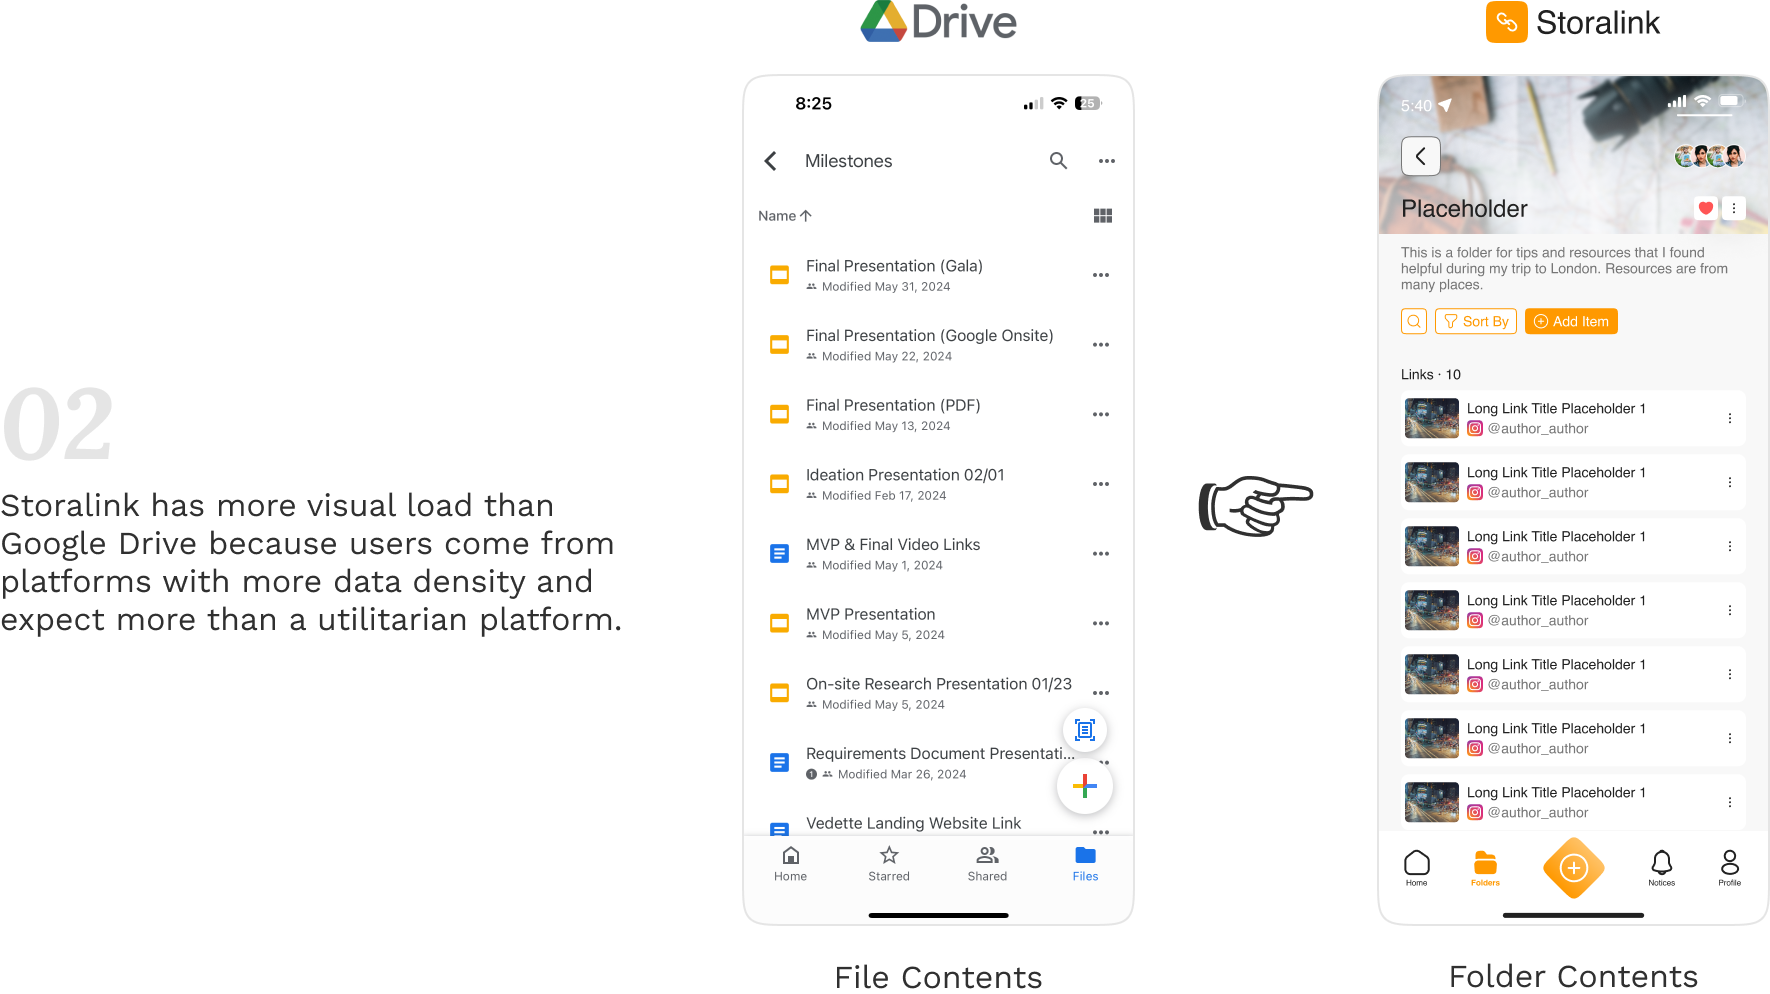 Drive
Storalink
02
Storalink has more visual load than
Google Drive because users come from
platforms with more data density and
expect more than a utilitarian platform.
8:25
25
Milestones
Name
Final Presentation (Gala)
Modified May 31, 2024
Final Presentation (Google Onsite)
Modified May 22, 2024
Final Presentation (PDF)
Modified May 13, 2024
Ideation Presentation 02/01
Modified Feb 17, 2024
MVP & Final Video Links
Modified May 1, 2024
MVP Presentation
Modified May 5, 2024
On-site Research Presentation 01/23
Modified May 5, 2024
Requirements Document Presentati...
1 Modified Mar 26, 2024
Vedette Landing Website Link
Home
Starred
Shared
Files
File Contents
5:40
Placeholder
This is a folder for tips and resources that I found
helpful during my trip to London. Resources are from
many places.
Sort By
Add Item
Links · 10
Long Link Title Placeholder 1
@author_author
Long Link Title Placeholder 1
@author_author
Long Link Title Placeholder 1
@author_author
Long Link Title Placeholder 1
@author_author
Long Link Title Placeholder 1
@author_author
Long Link Title Placeholder 1
@author_author
Long Link Title Placeholder 1
@author_author
Home
Folders
Notices
Profile
Folder Contents